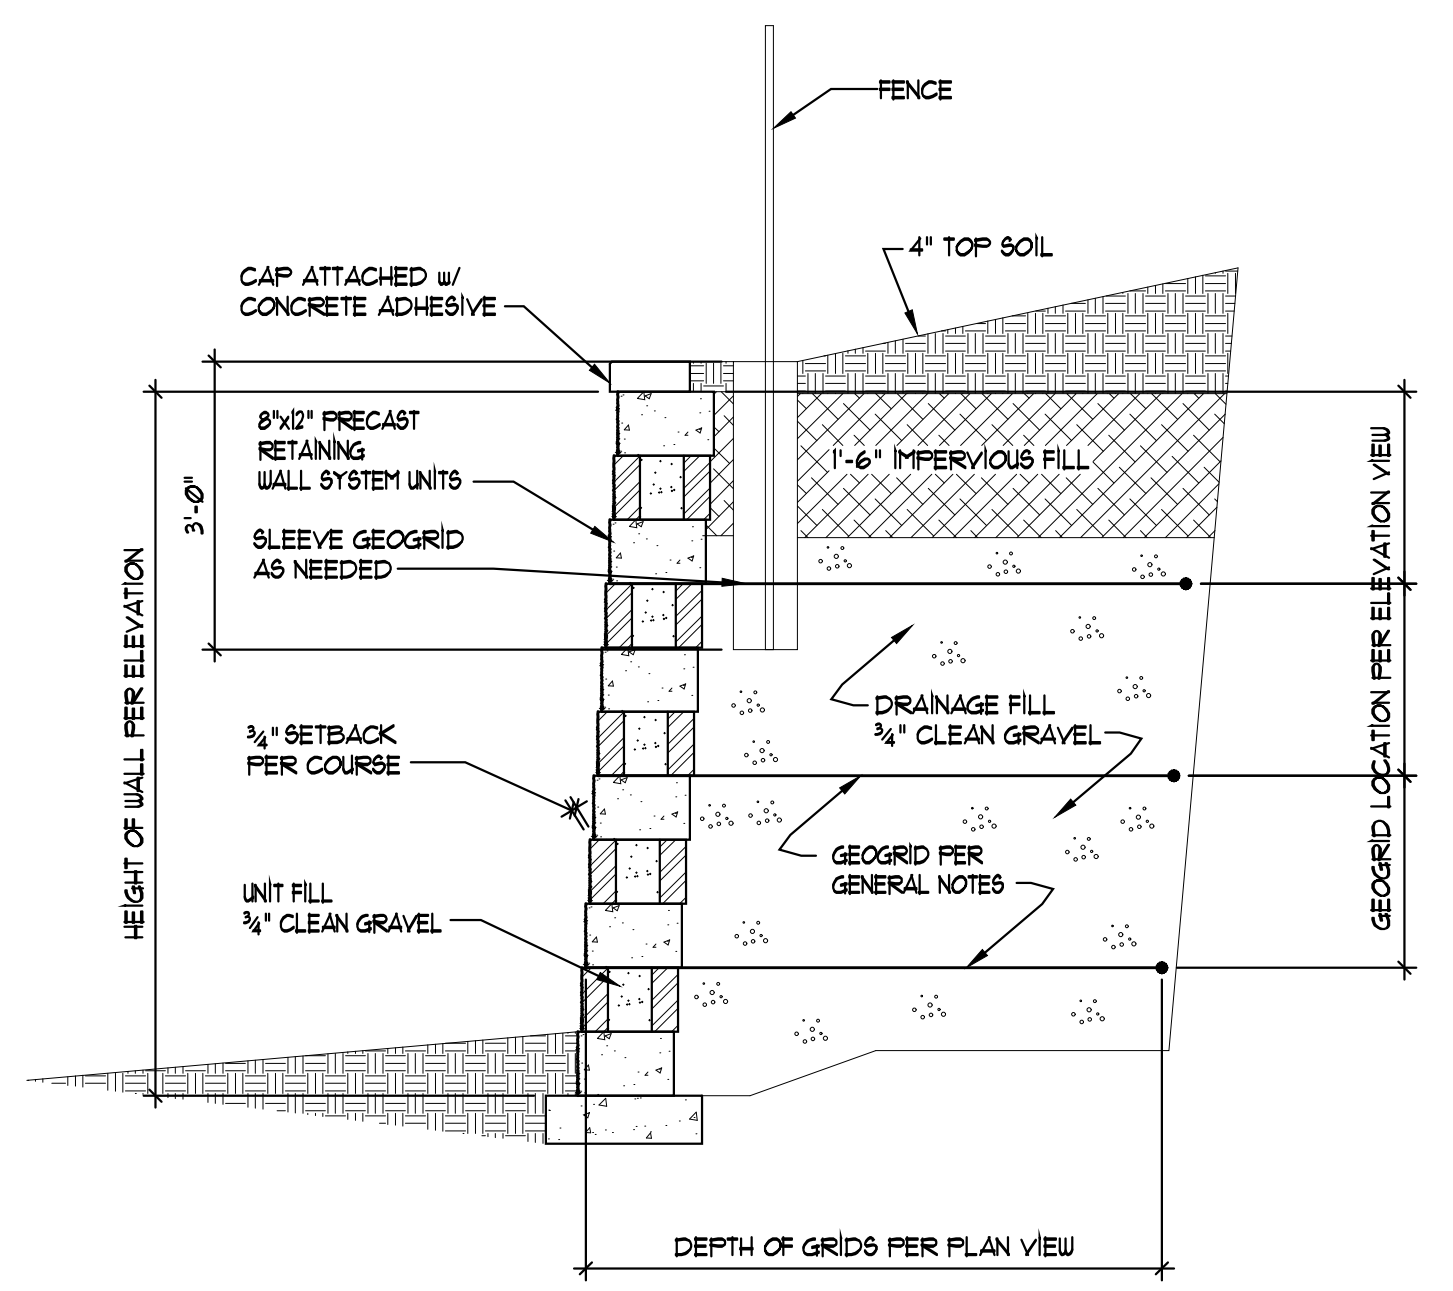 FENCE
4" TOP SOIL
CAP ATTACHED w/
CONCRETE ADHESIVE
8"x12" PRECAST
RETAINING
WALL SYSTEM UNITS
1'-6" IMPERVIOUS FILL
3'-0"
SLEEVE GEOGRID
AS NEEDED
HEIGHT OF WALL PER ELEVATION
GEOGRID LOCATION PER ELEVATION VIEW
DRAINAGE FILL
3/4" CLEAN GRAVEL
3/4" SETBACK
PER COURSE
GEOGRID PER
GENERAL NOTES
UNIT FILL
3/4" CLEAN GRAVEL
DEPTH OF GRIDS PER PLAN VIEW